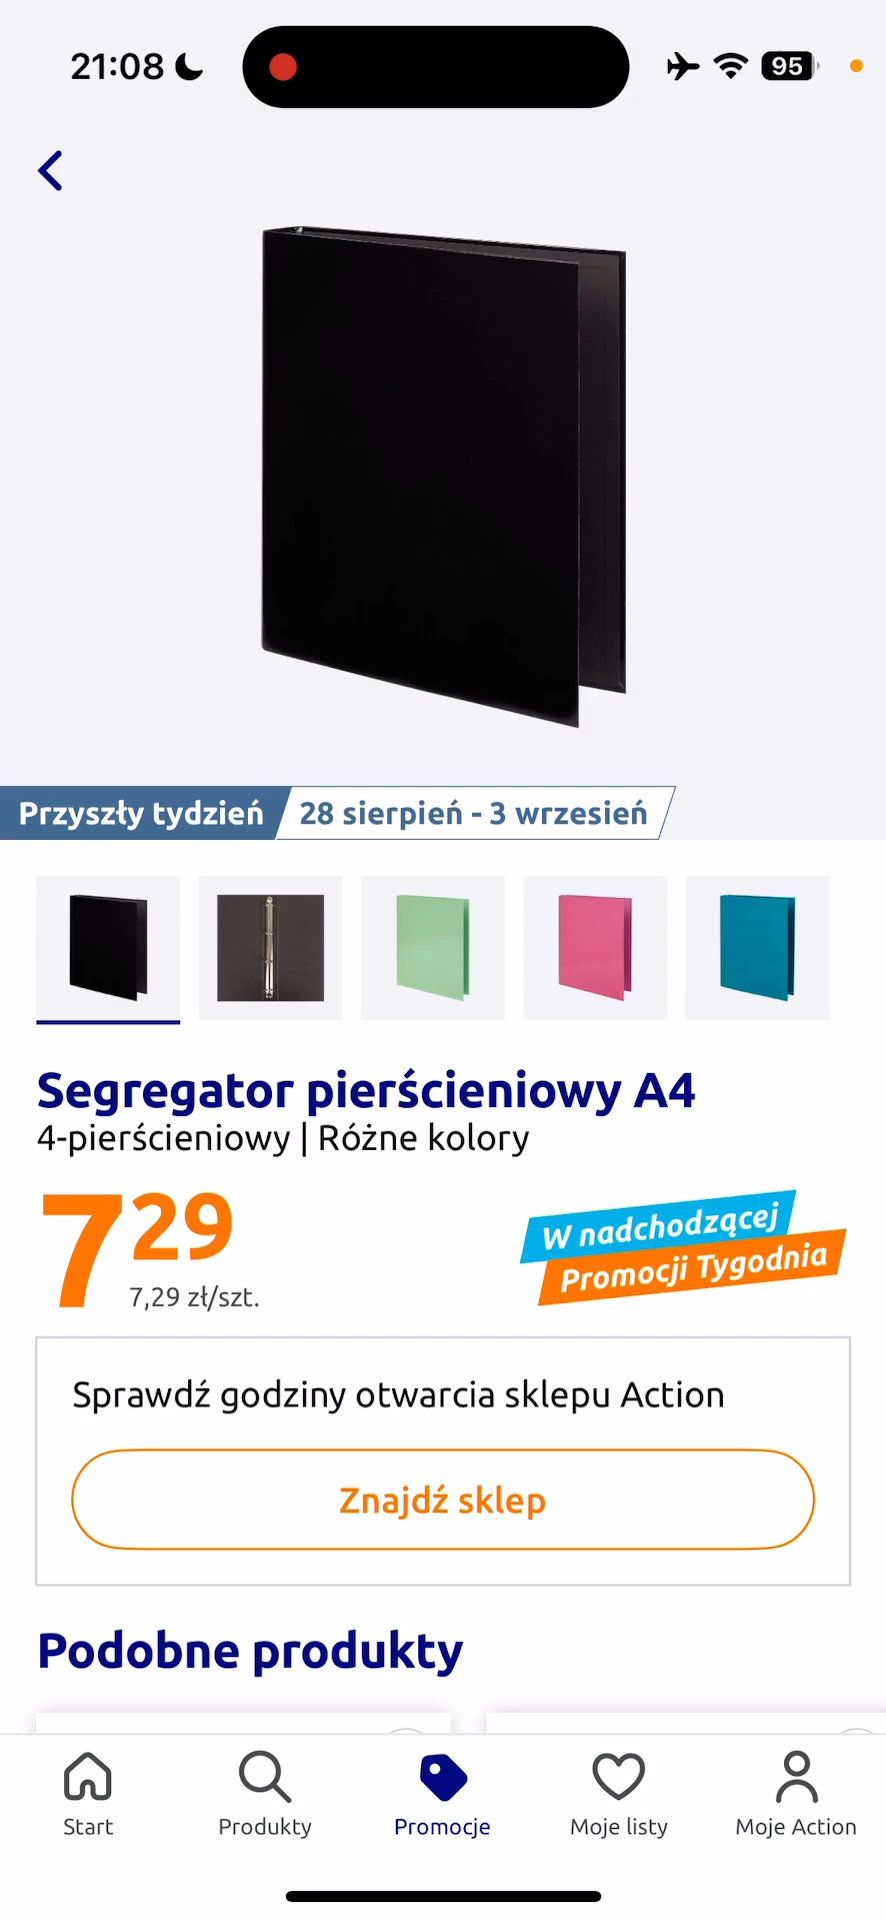 21:08
95
Przyszły tydzień 28 sierpień - 3 wrzesień
Segregator pierścieniowy A4
4-pierścieniowy | Różne kolory
7 29
7,29 zł/szt.
W nadchodzącej
Promocji Tygodnia
Sprawdź godziny otwarcia sklepu Action
Znajdź sklep
Podobne produkty
Start Produkty Promocje Moje listy Moje Action